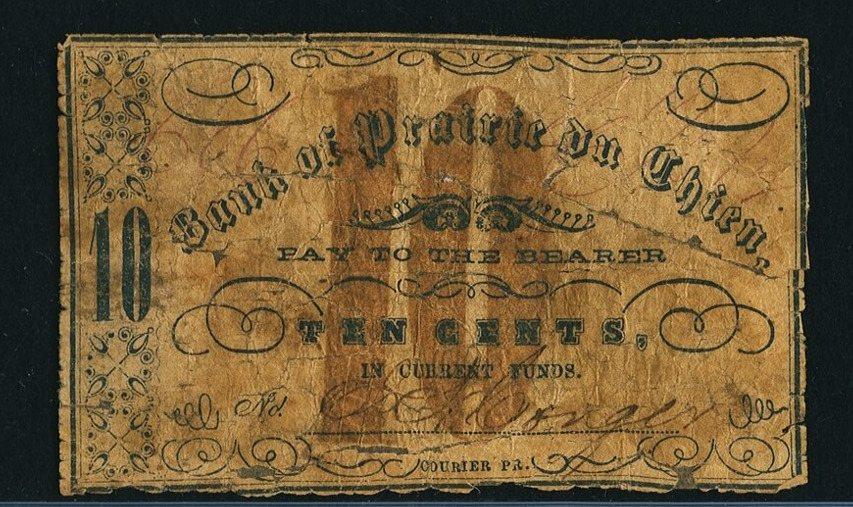 Bank of Prairie du Chien,
10
PAY TO THE BEARER
TEN CENTS,
IN CURRENT FUNDS.
No.
COURIER PR.